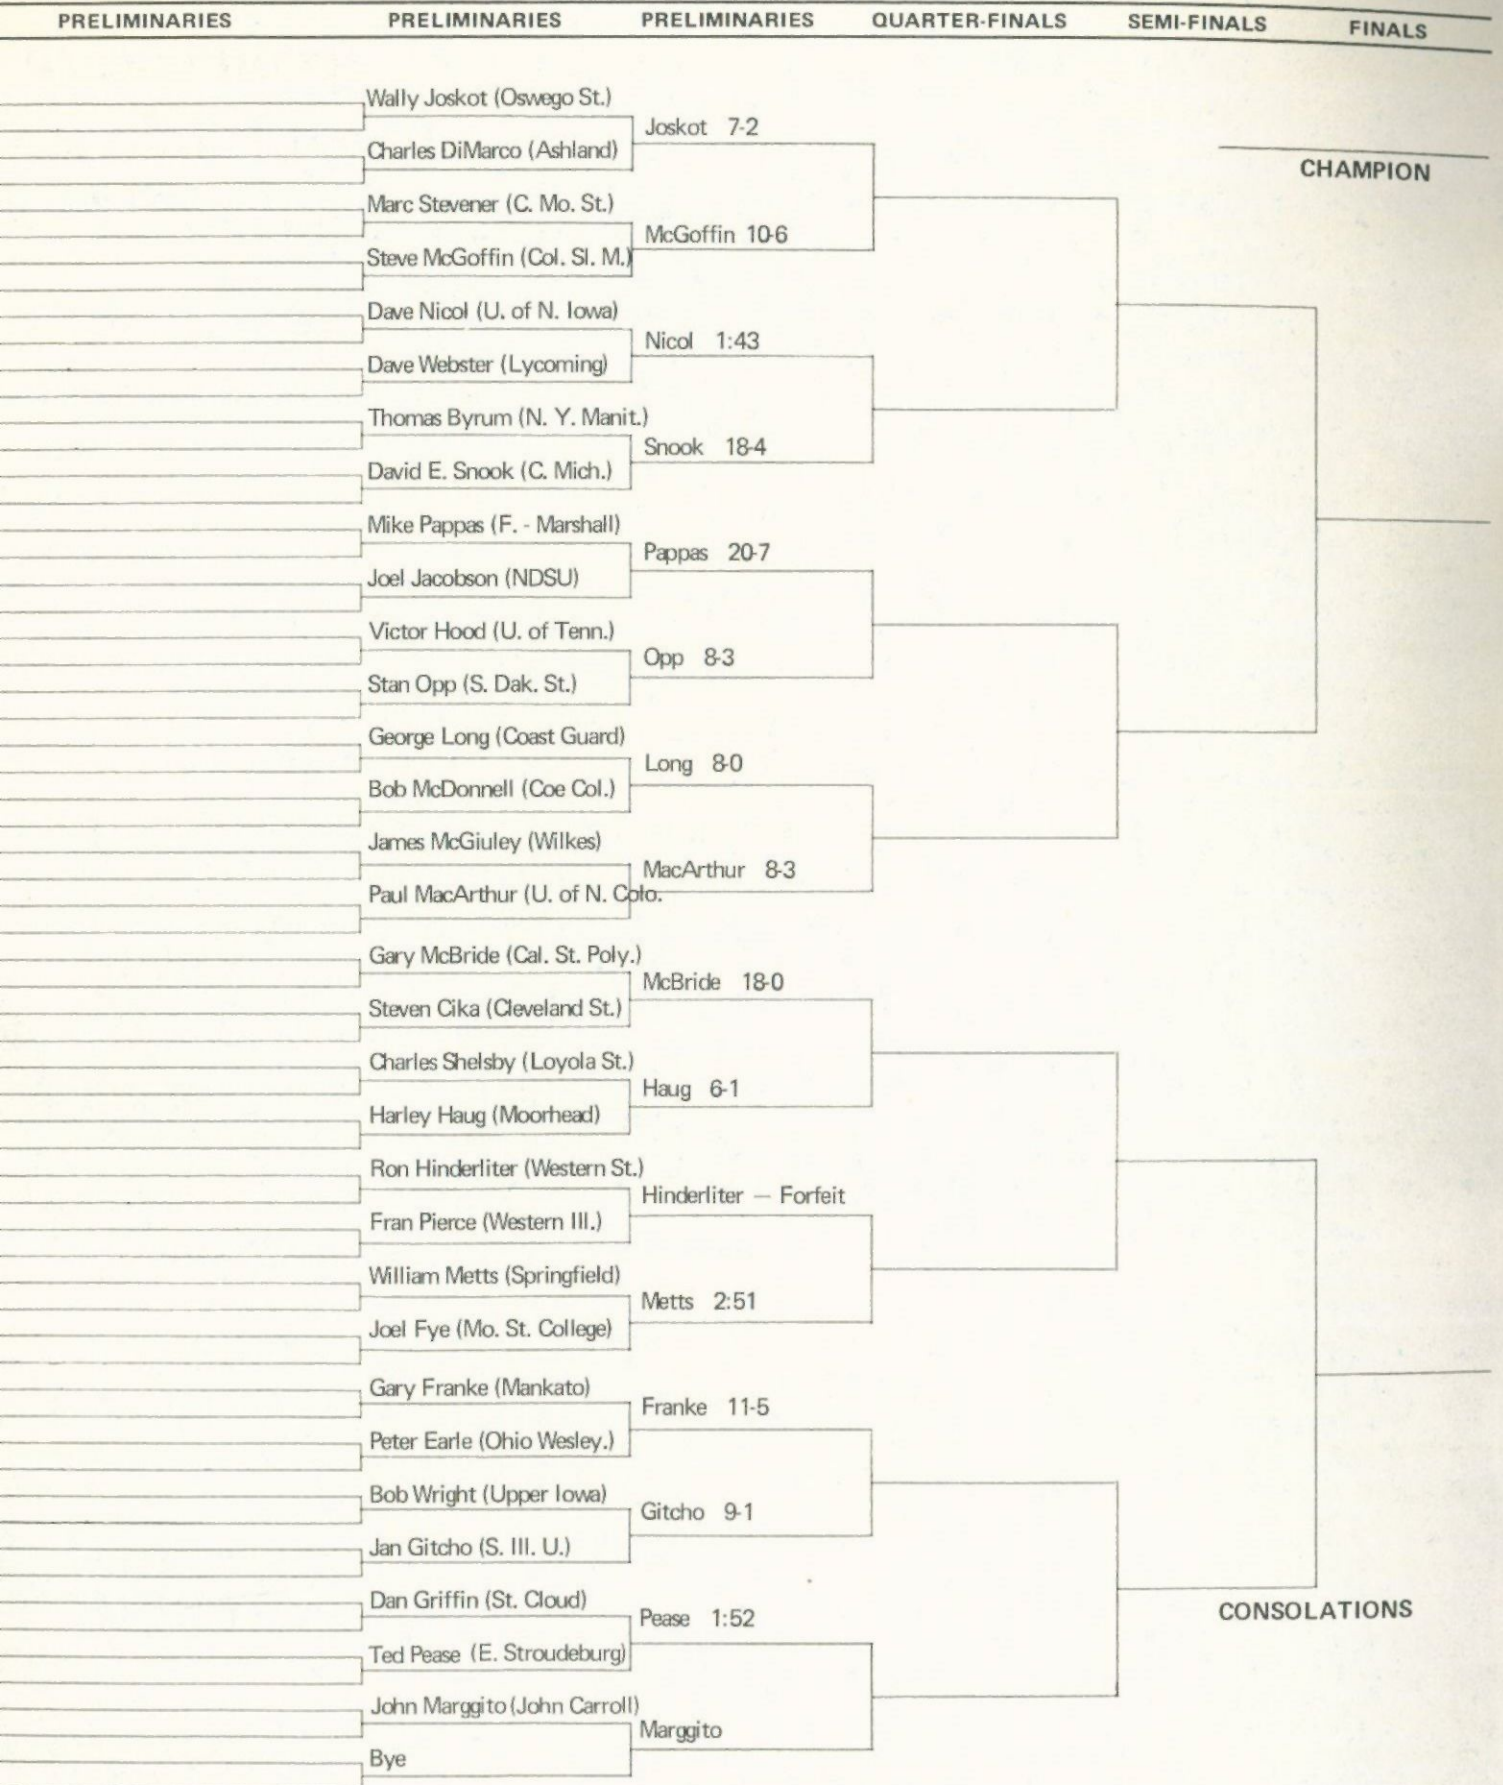 PRELIMINARIES PRELIMINARIES PRELIMINARIES QUARTER-FINALS SEMI-FINALS FINALS
Wally Joskot (Oswego St.)
Joskot 7-2
Charles DiMarco (Ashland)
CHAMPION
Marc Stevener (C. Mo. St.)
McGoffin 10-6
Steve McGoffin (Col. Sl. M.)
Dave Nicol (U. of N. Iowa)
Nicol 1:43
Dave Webster (Lycoming)
Thomas Byrum (N. Y. Manit.)
Snook 18-4
David E. Snook (C. Mich.)
Mike Pappas (F. - Marshall)
Pappas 20-7
Joel Jacobson (NDSU)
Victor Hood (U. of Tenn.)
Opp 8-3
Stan Opp (S. Dak. St.)
George Long (Coast Guard)
Long 8-0
Bob McDonnell (Coe Col.)
James McGiuley (Wilkes)
MacArthur 8-3
Paul MacArthur (U. of N. Colo.
Gary McBride (Cal. St. Poly.)
McBride 18-0
Steven Cika (Cleveland St.)
Charles Shelsby (Loyola St.)
Haug 6-1
Harley Haug (Moorhead)
Ron Hinderliter (Western St.)
Hinderliter — Forfeit
Fran Pierce (Western Ill.)
William Metts (Springfield)
Metts 2:51
Joel Fye (Mo. St. College)
Gary Franke (Mankato)
Franke 11-5
Peter Earle (Ohio Wesley.)
Bob Wright (Upper Iowa)
Gitcho 9-1
Jan Gitcho (S. Ill. U.)
Dan Griffin (St. Cloud)
Pease 1:52
CONSOLATIONS
Ted Pease (E. Stroudeburg)
John Marggito (John Carroll)
Marggito
Bye